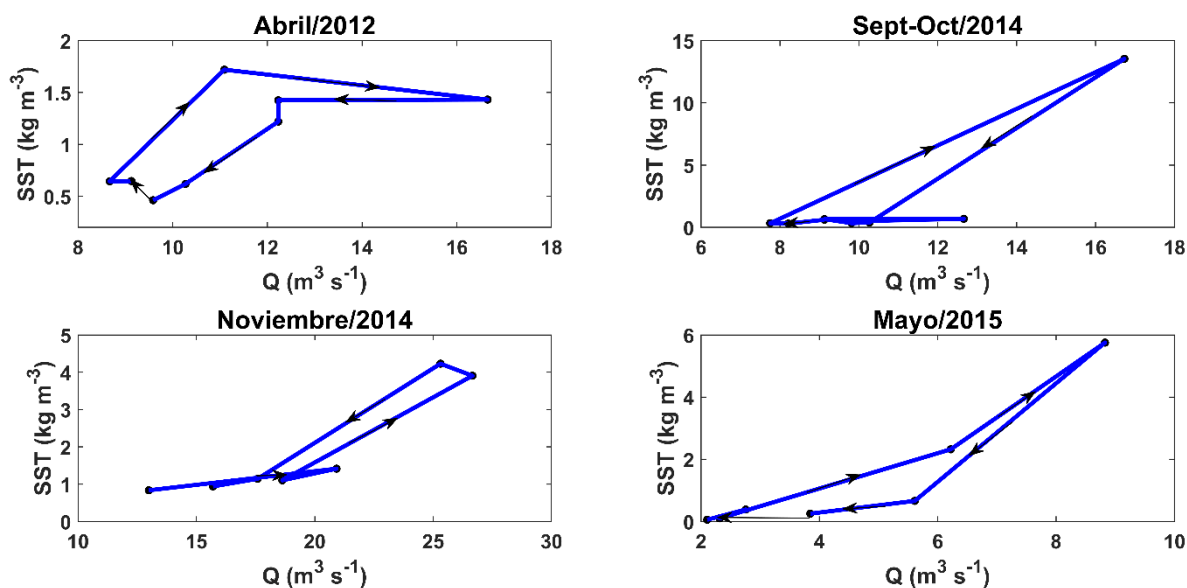 Abril/2012
2
1.5
1
0.5
SST (kg m⁻³)
8 10 12 14 16 18
Q (m³ s⁻¹)
Sept-Oct/2014
15
10
5
0
SST (kg m⁻³)
6 8 10 12 14 16 18
Q (m³ s⁻¹)
Noviembre/2014
5
4
3
2
1
0
SST (kg m⁻³)
10 15 20 25 30
Q (m³ s⁻¹)
Mayo/2015
6
4
2
0
SST (kg m⁻³)
2 4 6 8 10
Q (m³ s⁻¹)